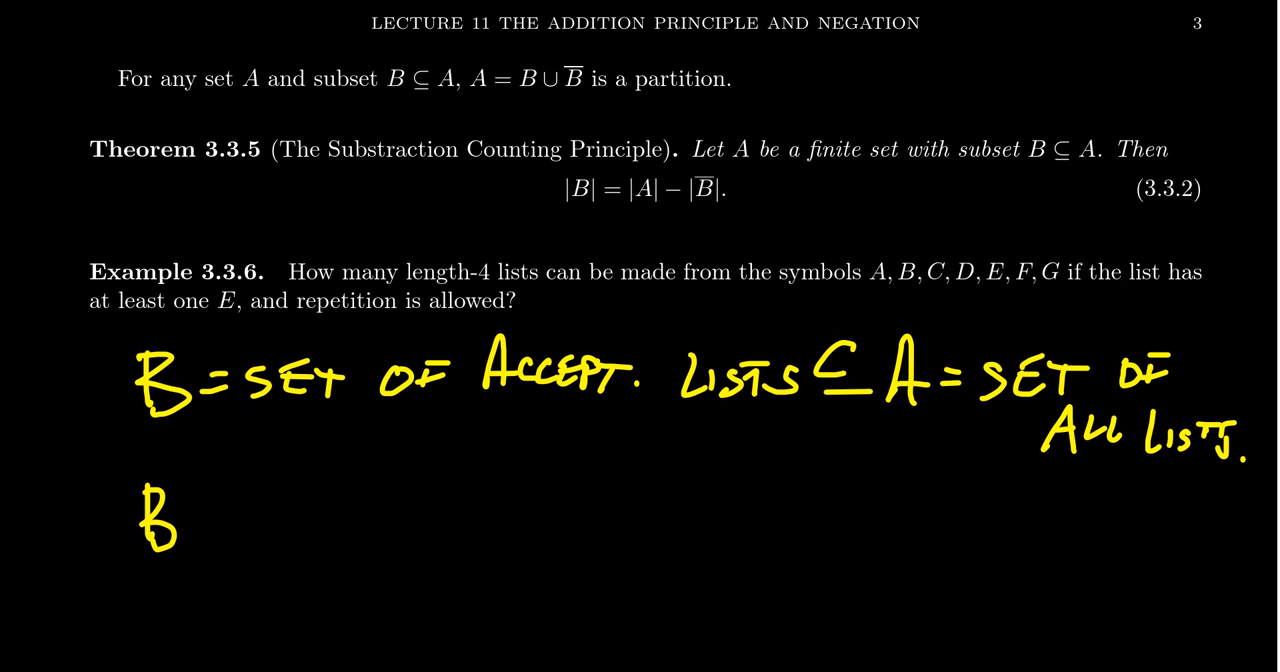 LECTURE 11 THE ADDITION PRINCIPLE AND NEGATION 3
For any set A and subset B ⊆ A, A = B ∪ B̅ is a partition.
Theorem 3.3.5 (The Substraction Counting Principle). Let A be a finite set with subset B ⊆ A. Then
|B| = |A| − |B̅|. (3.3.2)
Example 3.3.6. How many length-4 lists can be made from the symbols A, B, C, D, E, F, G if the list has
at least one E, and repetition is allowed?
B = SET OF ACCEPT. LISTS ⊆ A = SET OF
ALL LISTS.
B